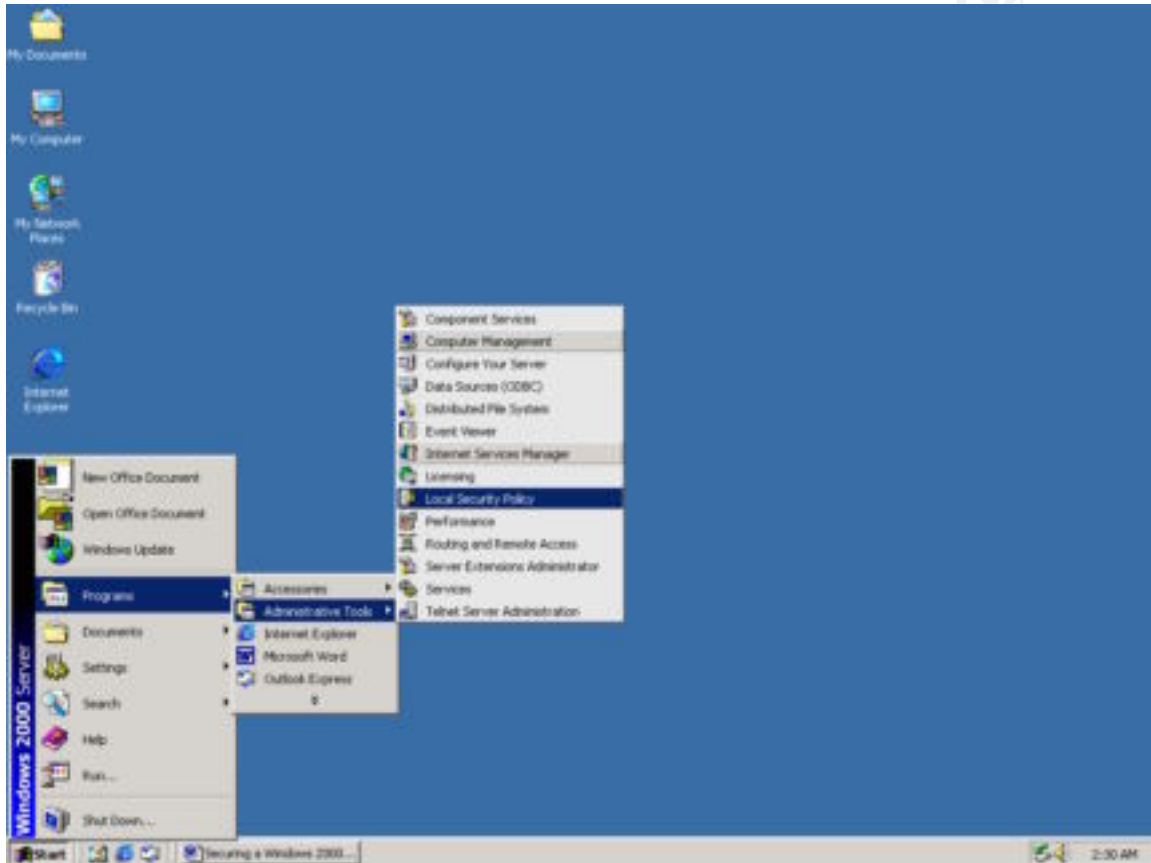 My Documents
My Computer
My Network
Places
Recycle Bin
Internet
Explorer
Component Services
Computer Management
Configure Your Server
Data Sources (ODBC)
Distributed File System
Event Viewer
Internet Services Manager
Licensing
Local Security Policy
Performance
Routing and Remote Access
Server Extensions Administrator
Services
Telnet Server Administration
New Office Document
Open Office Document
Windows Update
Programs
Documents
Settings
Search
Help
Run...
Shut Down...
Windows 2000 Server
Accessories
Administrative Tools
Internet Explorer
Microsoft Word
Outlook Express
Start
Securing a Windows 2000...
2:30 AM